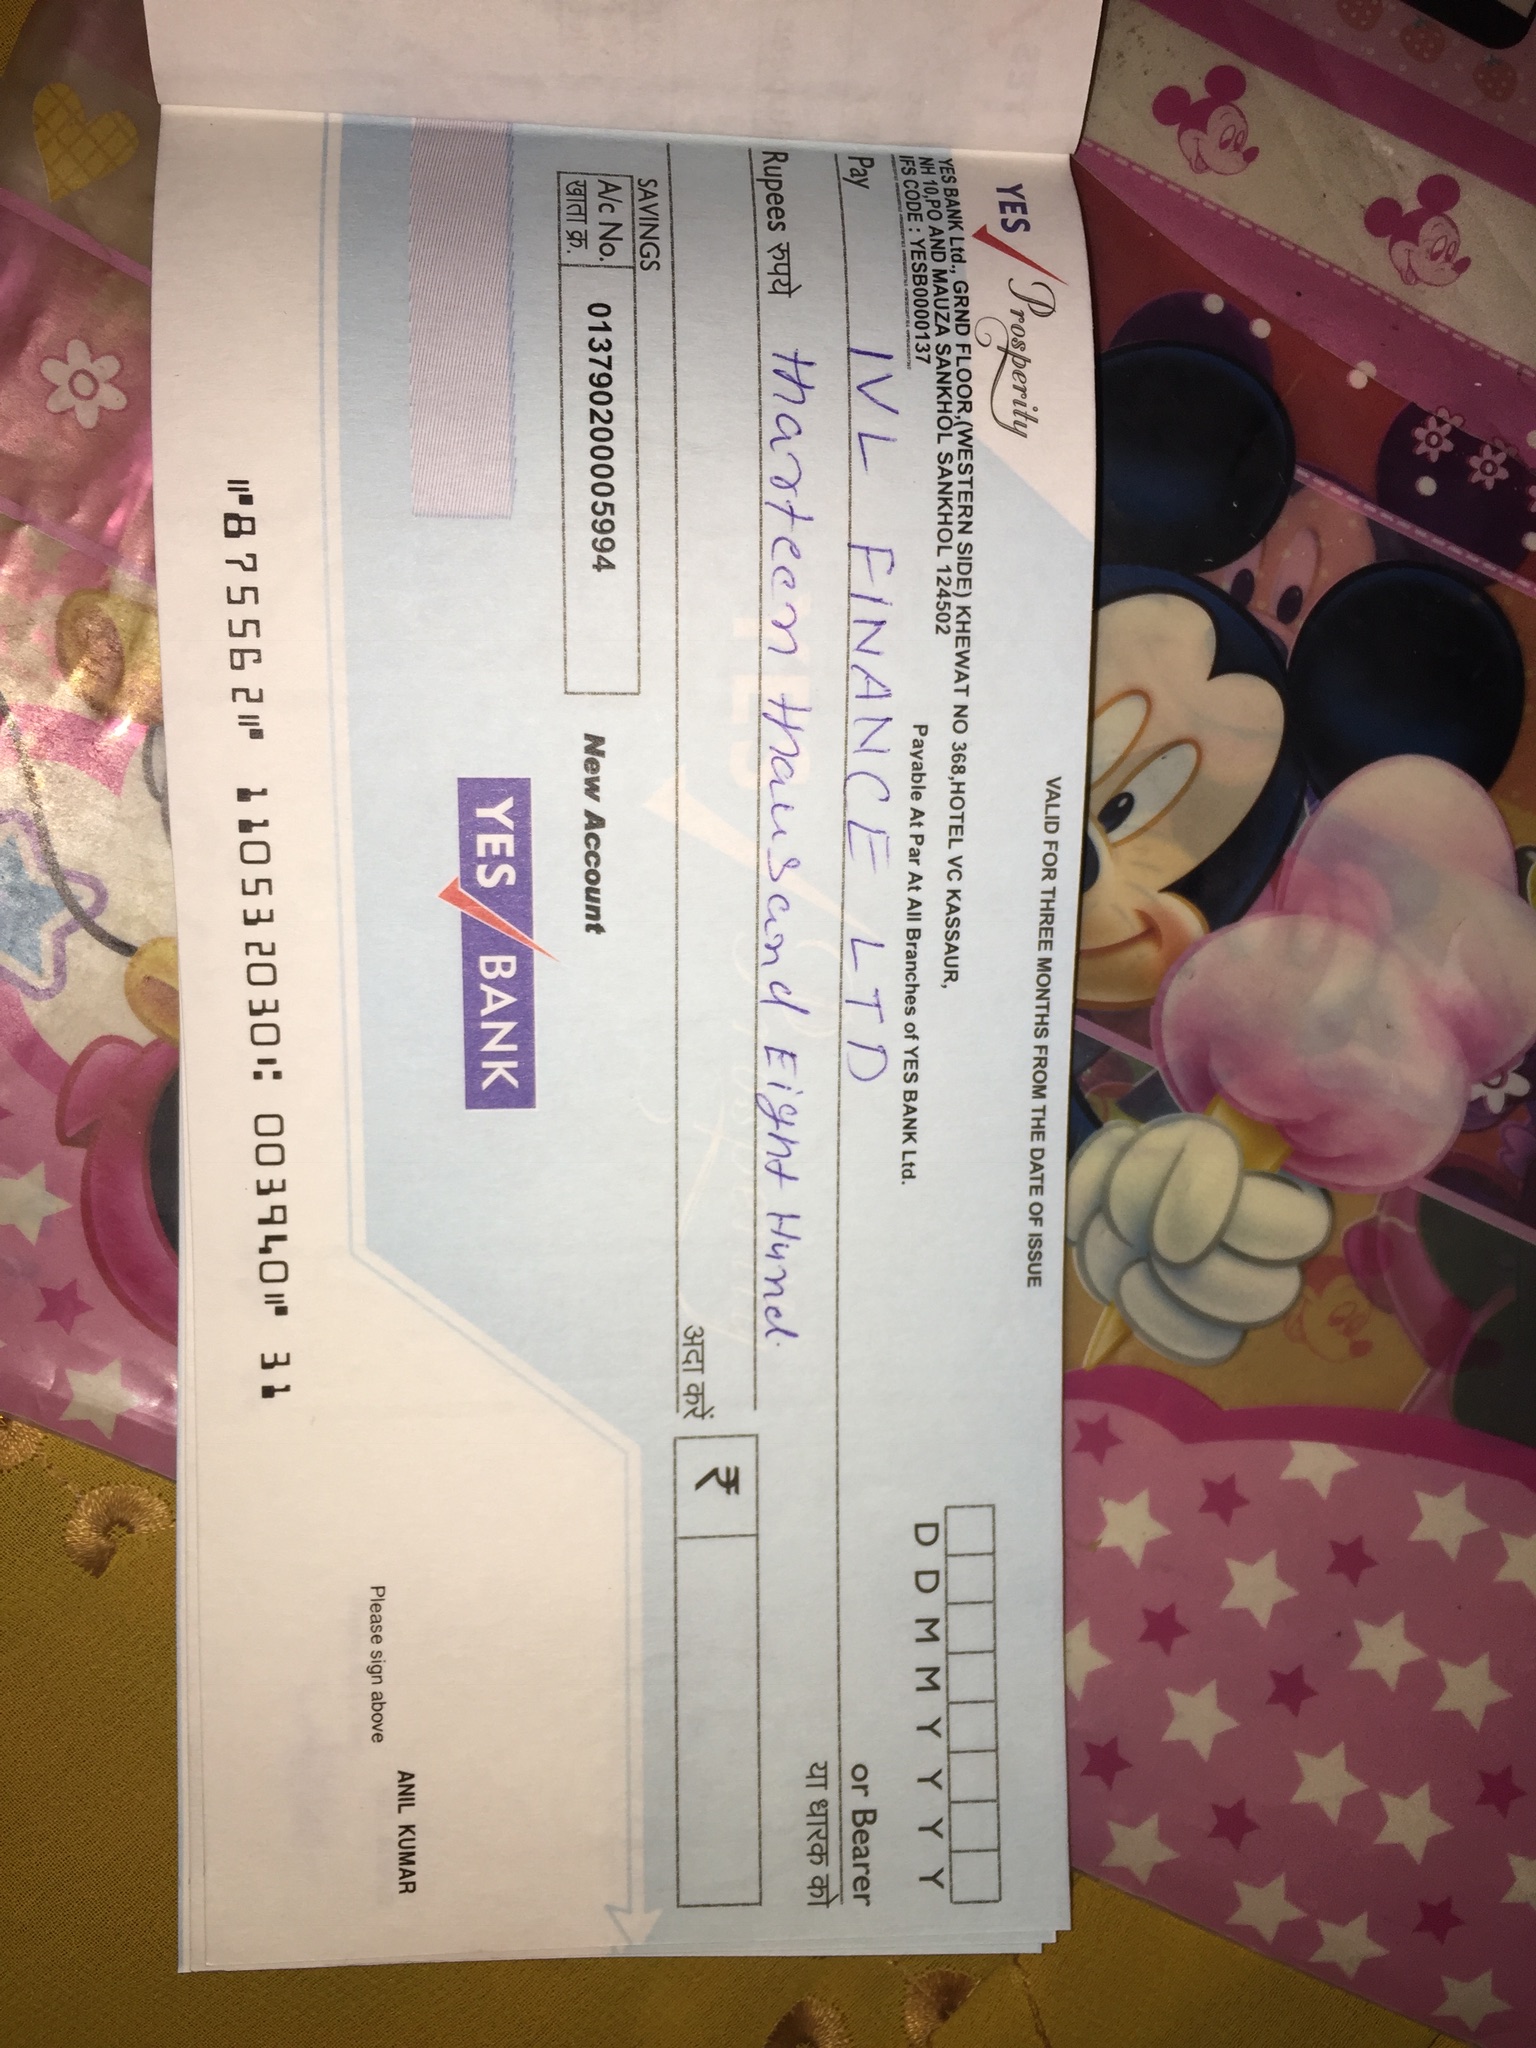 YES Prosperity
VALID FOR THREE MONTHS FROM THE DATE OF ISSUE
YES BANK Ltd., GRND FLOOR,(WESTERN SIDE) KHEWAT NO 368,HOTEL VC KASSAUR,
NH 10,PO AND MAUZA SANKHOL SANKHOL 124502
IFS CODE : YESB0000137
Payable At Par At All Branches of YES BANK Ltd.
D D M M Y Y Y Y
Pay IVL FINANCE LTD or Bearer
या धारक को
Rupees रुपये tharteen thousand Eight Hund.
अदा करें ₹
SAVINGS
A/c No. 013790200005994
खाता क्र.
New Account
YES BANK
ANIL KUMAR
Please sign above
⑈875562⑈ 110532030⑆ 003940⑈ 31